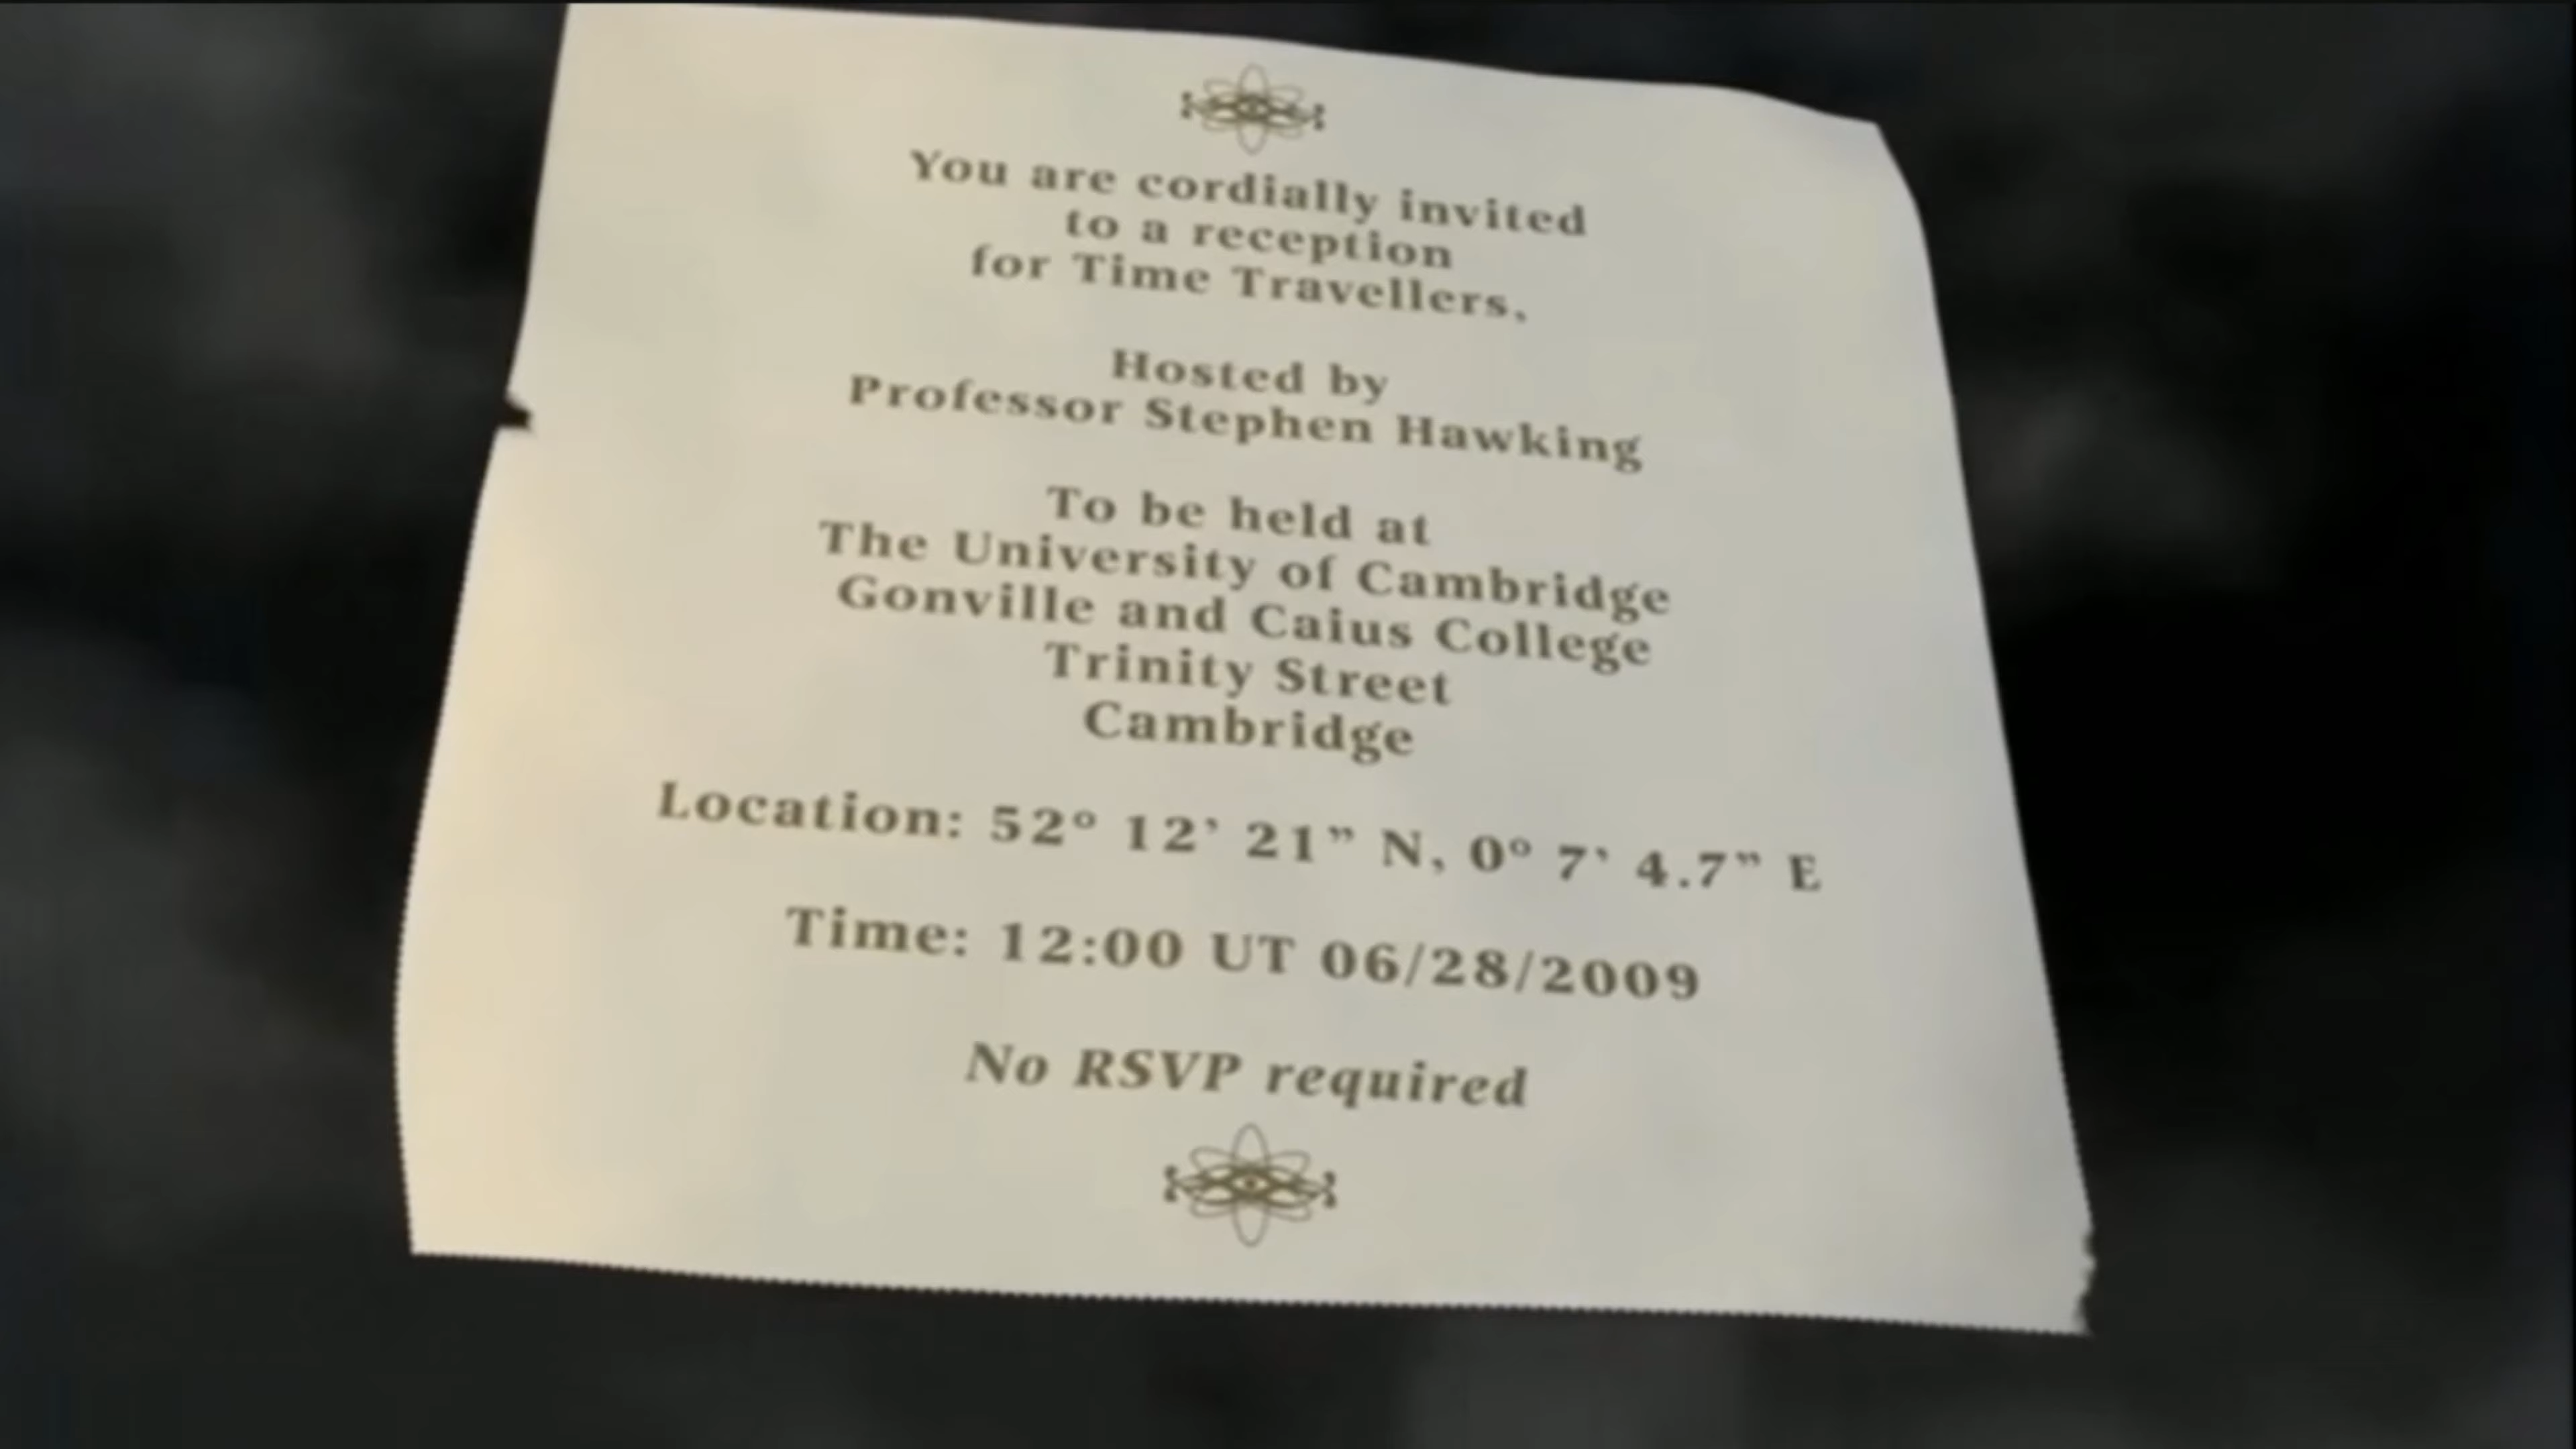 You are cordially invited
to a reception
for Time Travellers,
Hosted by
Professor Stephen Hawking
To be held at
The University of Cambridge
Gonville and Caius College
Trinity Street
Cambridge
Location: 52° 12’ 21” N, 0° 7’ 4.7” E
Time: 12:00 UT 06/28/2009
No RSVP required